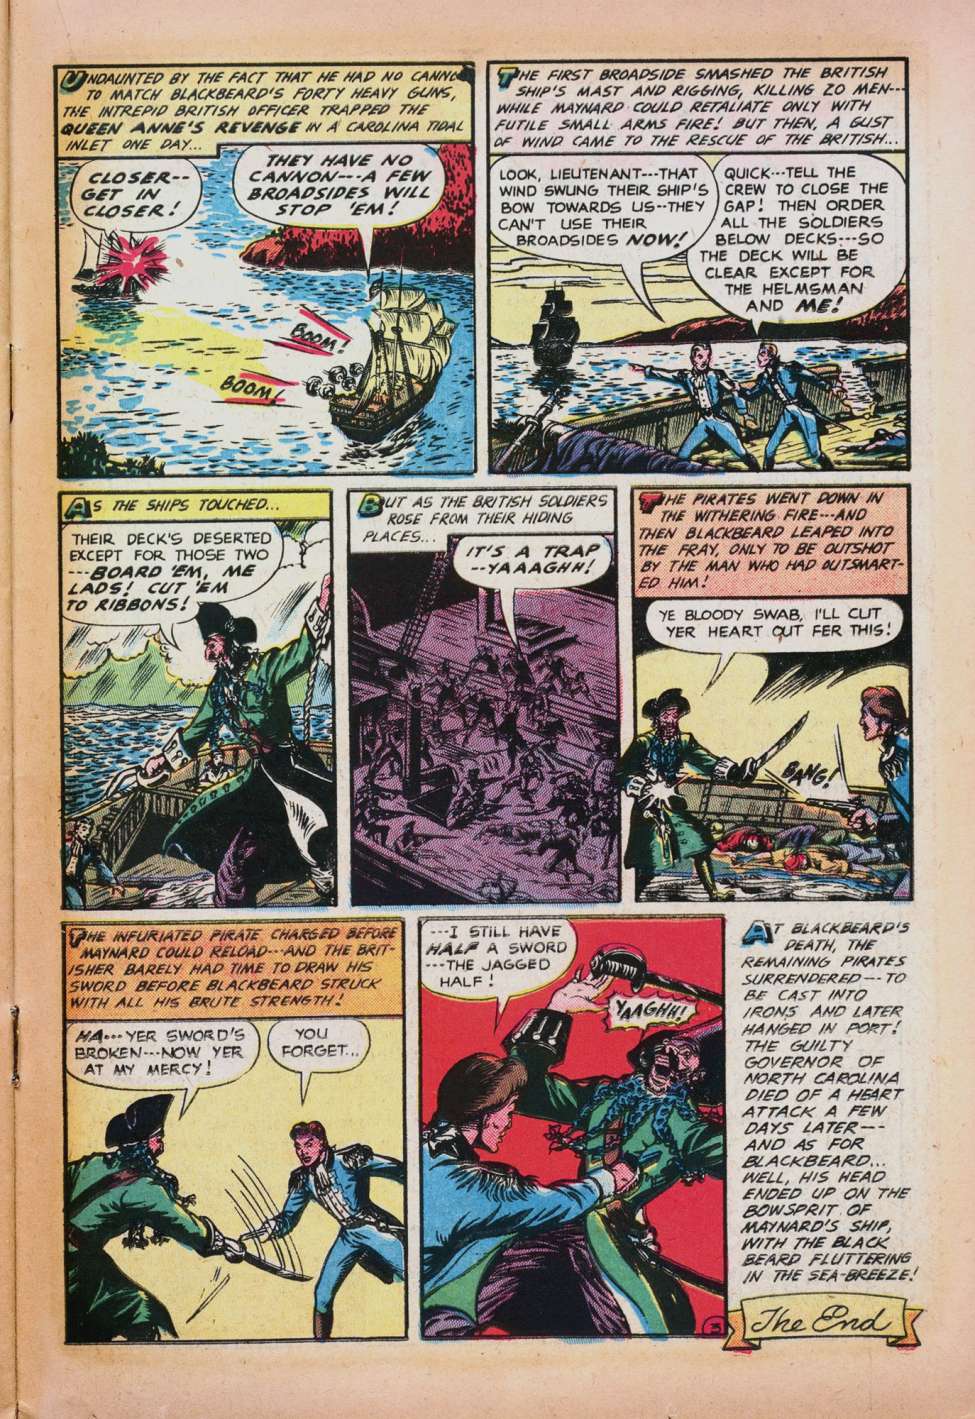 UNDAUNTED BY THE FACT THAT HE HAD NO CANNO
TO MATCH BLACKBEARD'S FORTY HEAVY GUNS,
THE INTREPID BRITISH OFFICER TRAPPED THE
QUEEN ANNE'S REVENGE IN A CAROLINA TIDAL
INLET ONE DAY...
CLOSER--
GET IN
CLOSER!
THEY HAVE NO
CANNON---A FEW
BROADSIDES WILL
STOP 'EM!
BOOM!
BOOM!
THE FIRST BROADSIDE SMASHED THE BRITISH
SHIP'S MAST AND RIGGING, KILLING 20 MEN---
WHILE MAYNARD COULD RETALIATE ONLY WITH
FUTILE SMALL ARMS FIRE! BUT THEN, A GUST
OF WIND CAME TO THE RESCUE OF THE BRITISH...
LOOK, LIEUTENANT---THAT
WIND SWUNG THEIR SHIP'S
BOW TOWARDS US--THEY
CAN'T USE THEIR
BROADSIDES NOW!
QUICK---TELL THE
CREW TO CLOSE THE
GAP! THEN ORDER
ALL THE SOLDIERS
BELOW DECKS---SO
THE DECK WILL BE
CLEAR EXCEPT FOR
THE HELMSMAN
AND ME!
AS THE SHIPS TOUCHED...
THEIR DECK'S DESERTED
EXCEPT FOR THOSE TWO
---BOARD 'EM, ME
LADS! CUT 'EM
TO RIBBONS!
BUT AS THE BRITISH SOLDIERS
ROSE FROM THEIR HIDING
PLACES...
IT'S A TRAP
--YAAAGHH!
THE PIRATES WENT DOWN IN
THE WITHERING FIRE---AND
THEN BLACKBEARD LEAPED INTO
THE FRAY, ONLY TO BE OUTSHOT
BY THE MAN WHO HAD OUTSMART-
ED HIM!
YE BLOODY SWAB, I'LL CUT
YER HEART OUT FER THIS!
BANG!
THE INFURIATED PIRATE CHARGED BEFORE
MAYNARD COULD RELOAD---AND THE BRIT-
ISHER BARELY HAD TIME TO DRAW HIS
SWORD BEFORE BLACKBEARD STRUCK
WITH ALL HIS BRUTE STRENGTH!
HA---YER SWORD'S
BROKEN---NOW YER
AT MY MERCY!
YOU
FORGET...
---I STILL HAVE
HALF A SWORD
---THE JAGGED
HALF!
YAAGHH!
3
AT BLACKBEARD'S
DEATH, THE
REMAINING PIRATES
SURRENDERED---TO
BE CAST INTO
IRONS AND LATER
HANGED IN PORT!
THE GUILTY
GOVERNOR OF
NORTH CAROLINA
DIED OF A HEART
ATTACK A FEW
DAYS LATER---
AND AS FOR
BLACKBEARD...
WELL, HIS HEAD
ENDED UP ON THE
BOWSPRIT OF
MAYNARD'S SHIP,
WITH THE BLACK
BEARD FLUTTERING
IN THE SEA-BREEZE!
The End